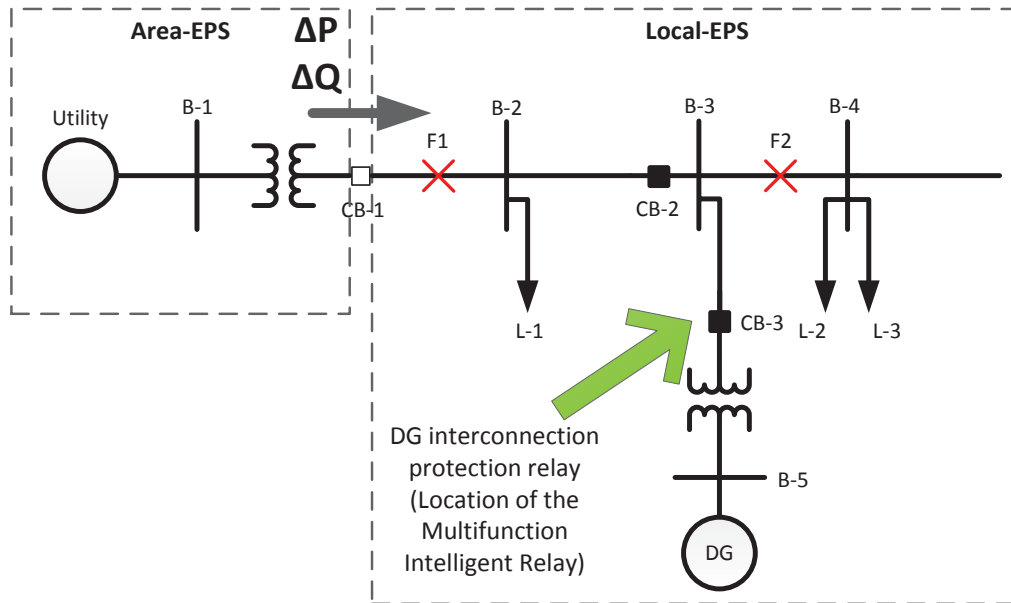 Area-EPS
ΔP
ΔQ
Local-EPS
Utility
B-1
CB-1
F1
B-2
L-1
CB-2
B-3
F2
B-4
L-2
L-3
CB-3
DG interconnection
protection relay
(Location of the
Multifunction
Intelligent Relay)
B-5
DG